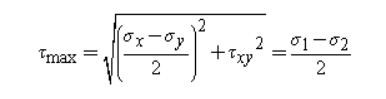 τmax = √((σx − σy)/2)² + τxy² = (σ1 − σ2)/2